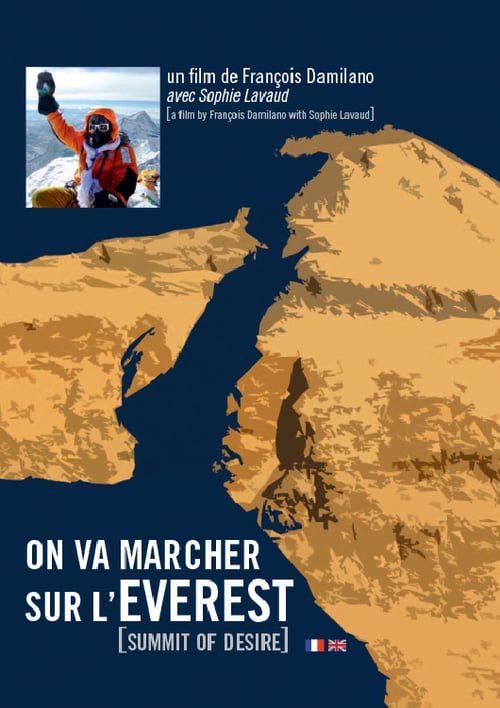 un film de François Damilano
avec Sophie Lavaud
[a film by François Damilano with Sophie Lavaud]
ON VA MARCHER
SUR L'EVEREST
[SUMMIT OF DESIRE]